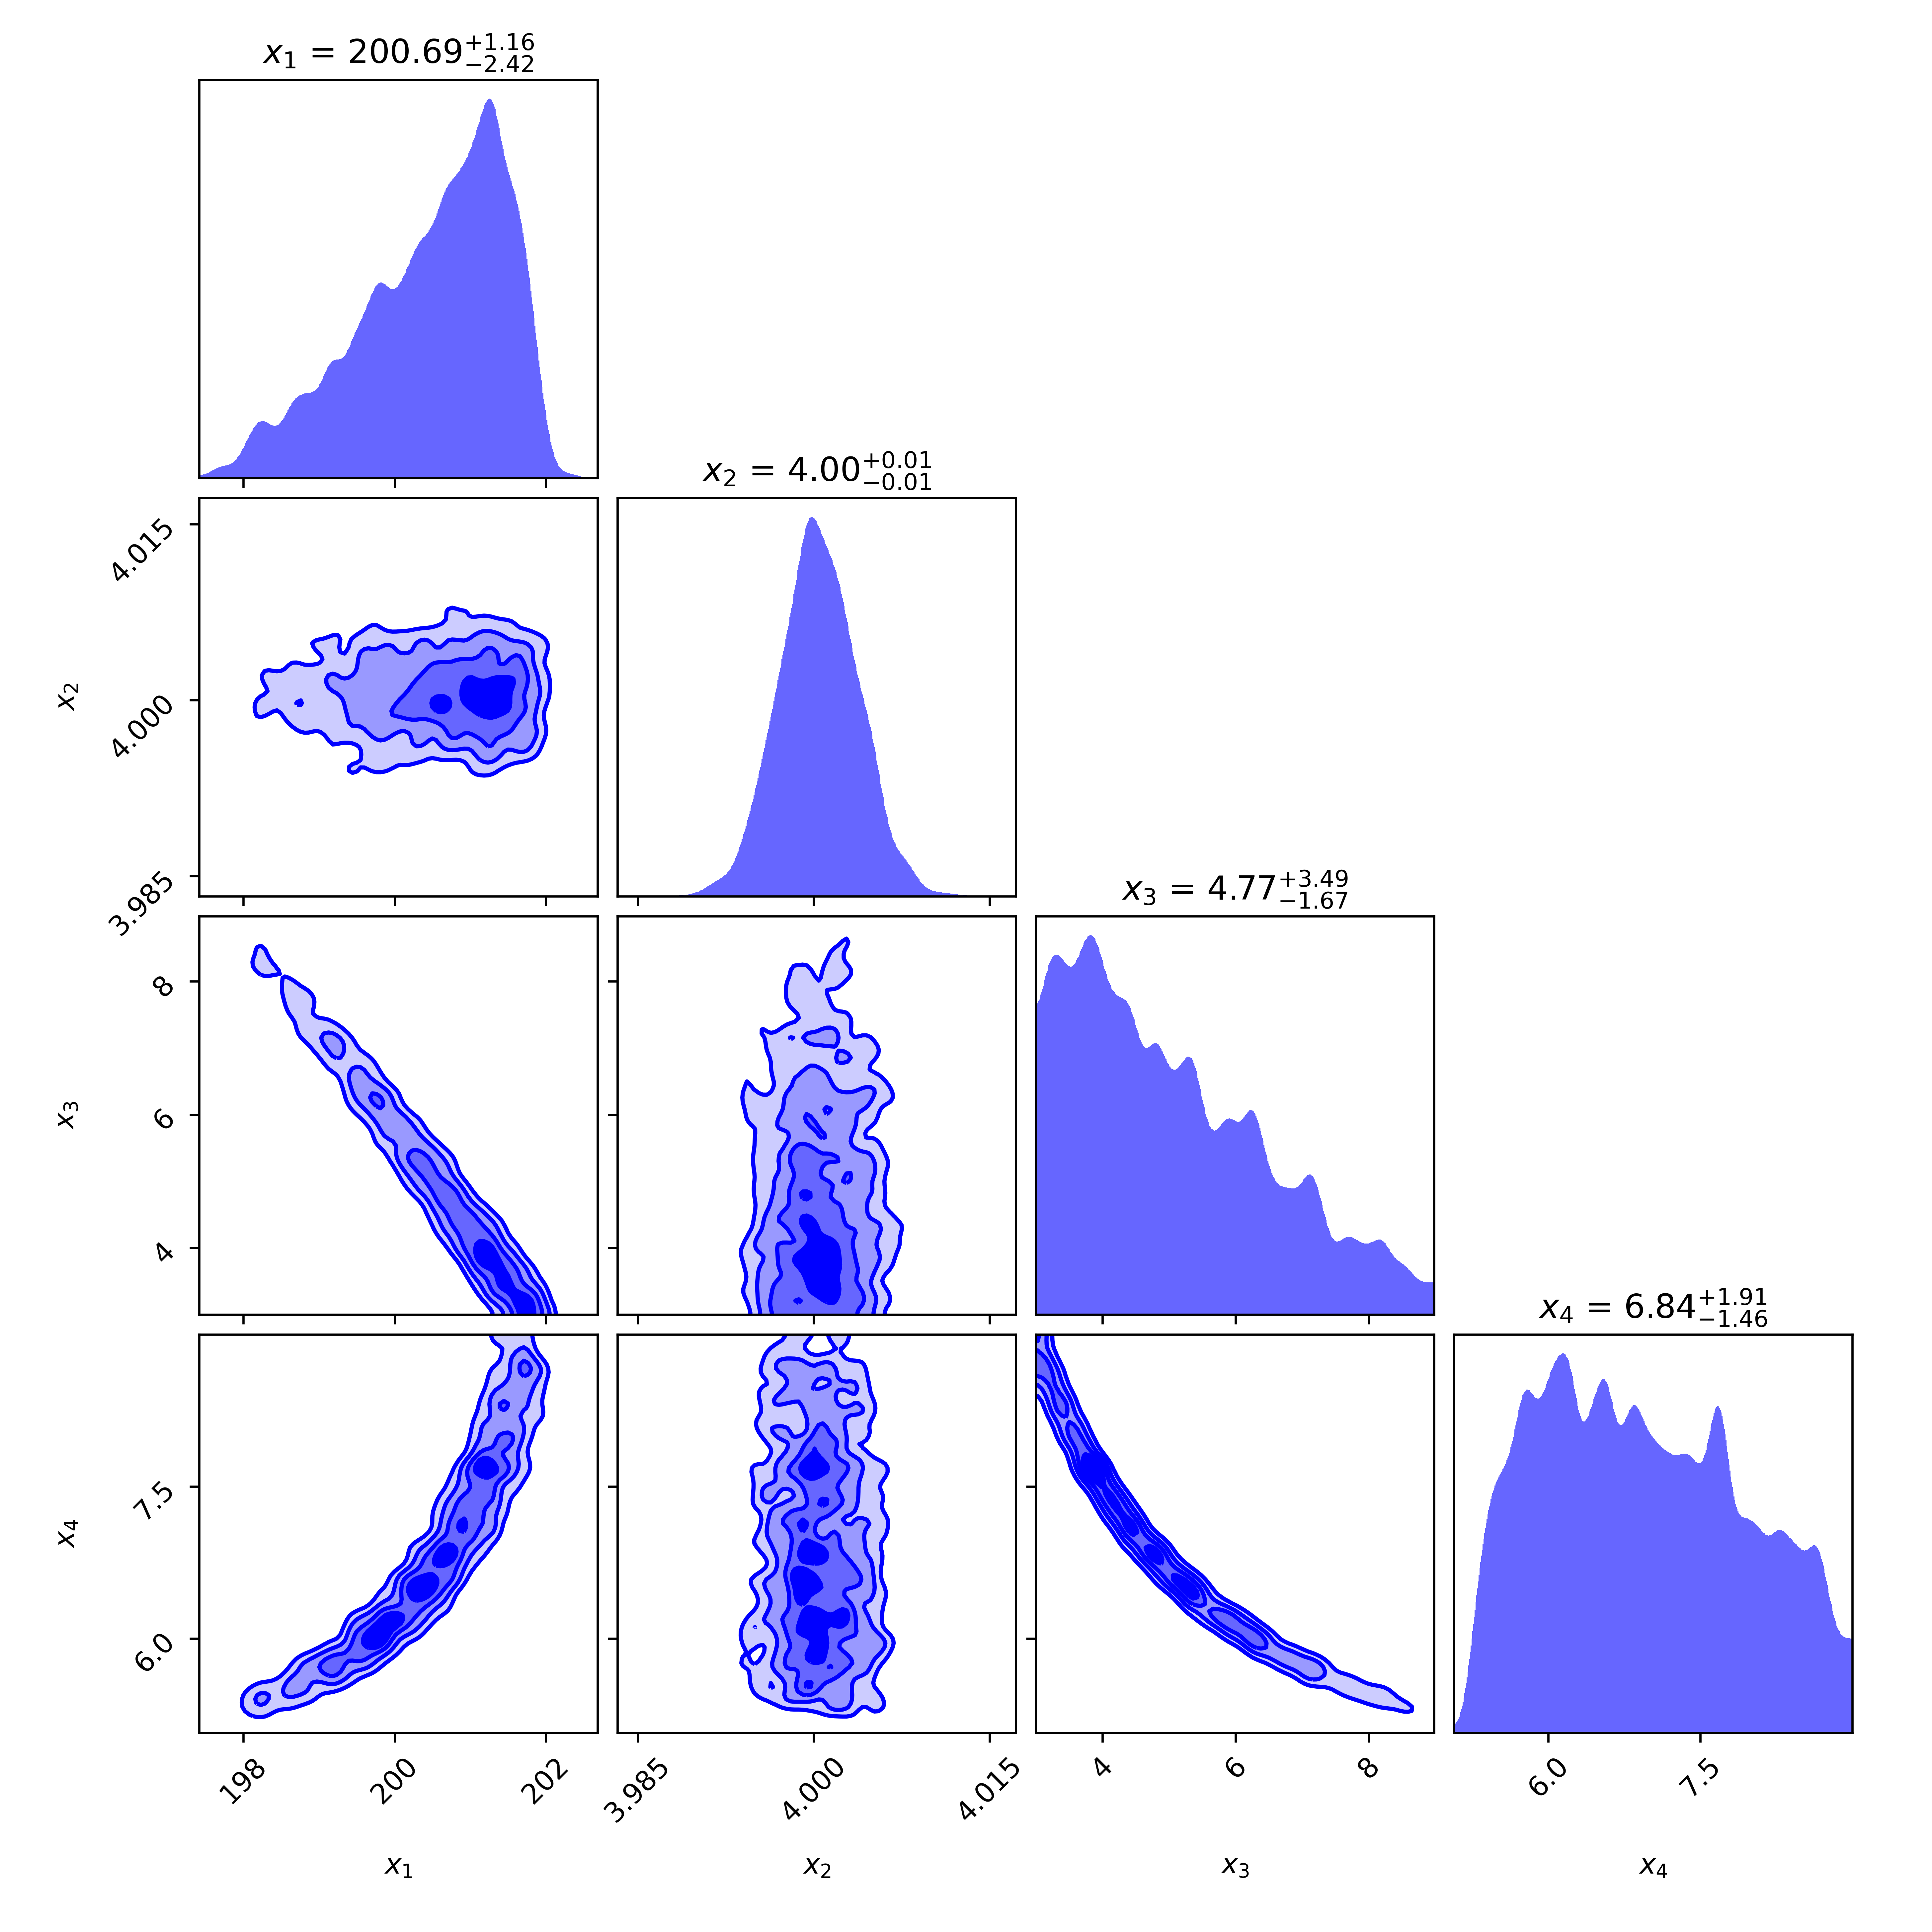 x₁ = 200.69 +1.16 −2.42
x₂ = 4.00 +0.01 −0.01
4.015
4.000
3.985
x₂
x₃ = 4.77 +3.49 −1.67
8
6
4
x₃
x₄ = 6.84 +1.91 −1.46
7.5
6.0
x₄
198 200 202 3.985 4.000 4.015 4 6 8 6.0 7.5
x₁ x₂ x₃ x₄